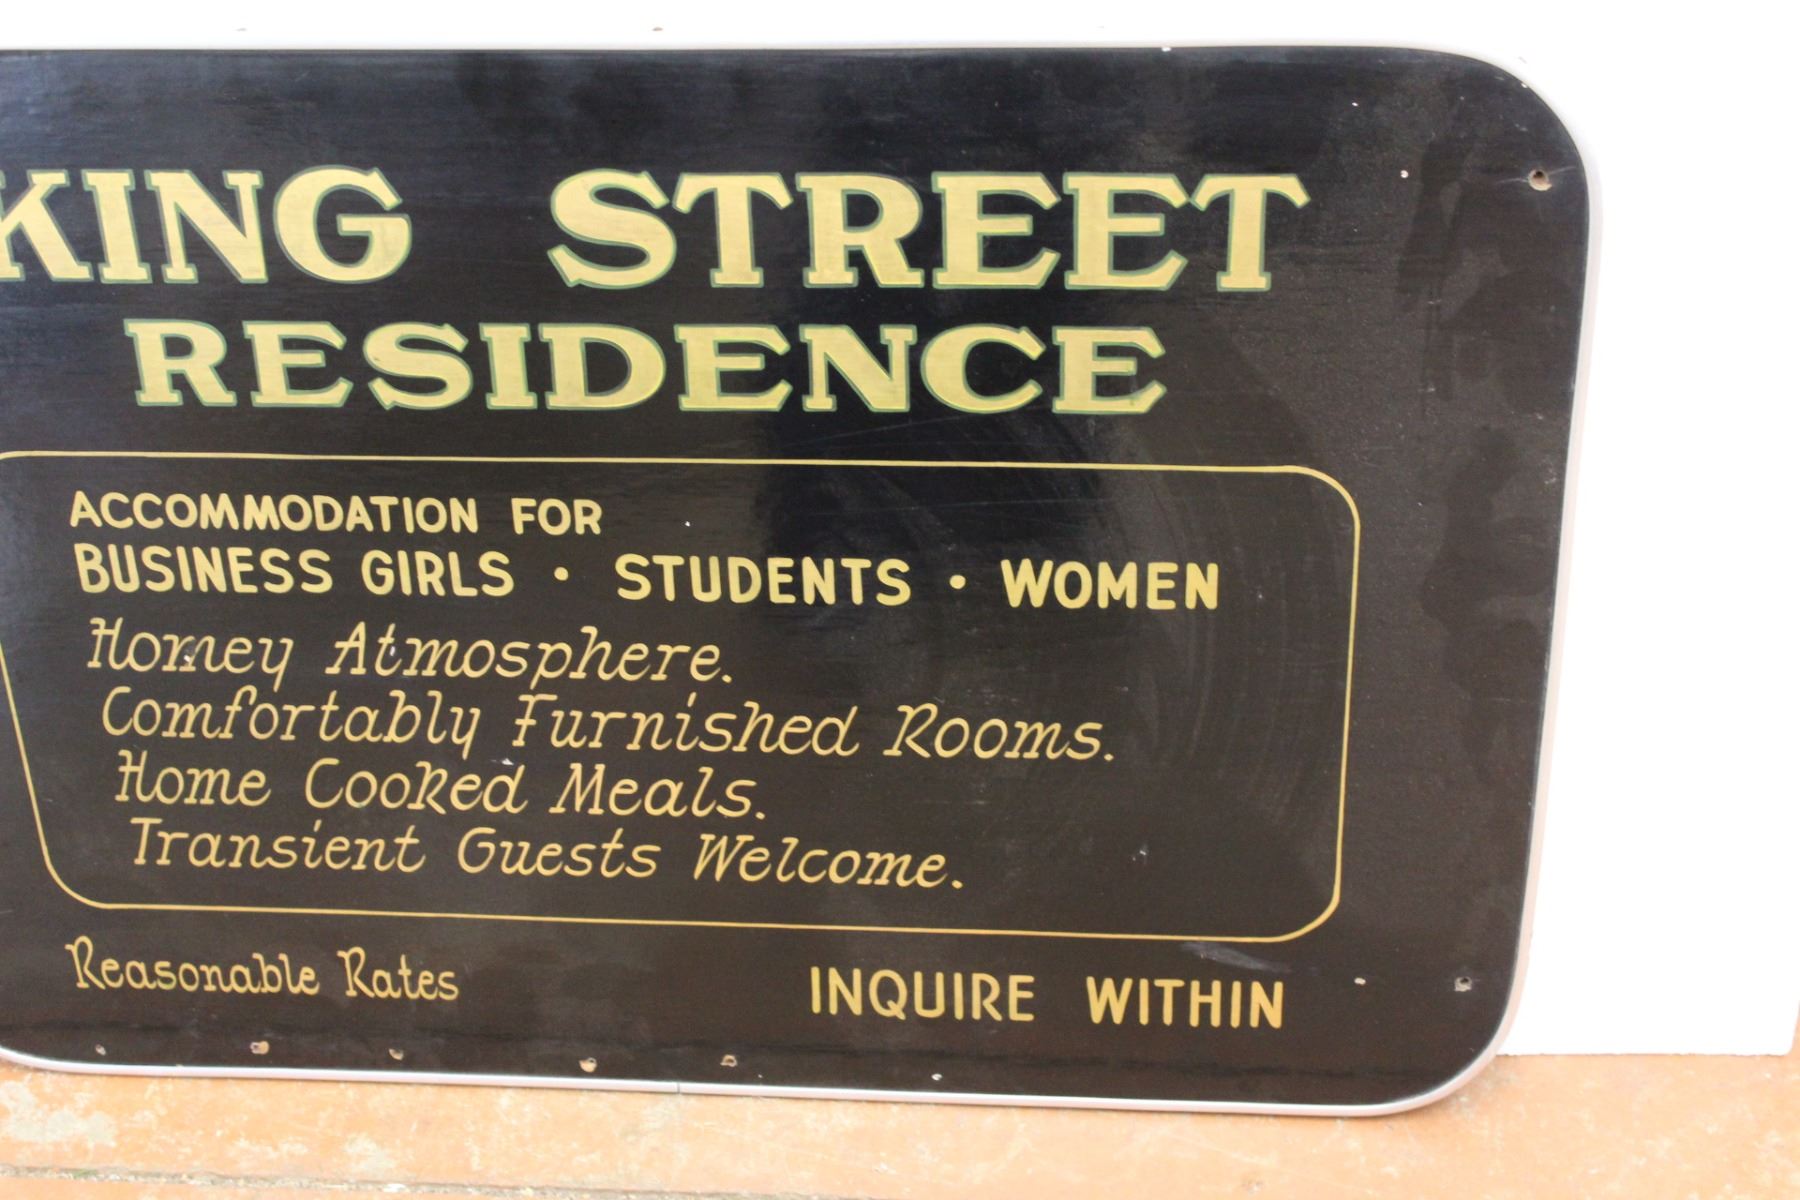 KING STREET
RESIDENCE
ACCOMMODATION FOR
BUSINESS GIRLS • STUDENTS • WOMEN
Homey Atmosphere.
Comfortably Furnished Rooms.
Home Cooked Meals.
Transient Guests Welcome.
Reasonable Rates INQUIRE WITHIN